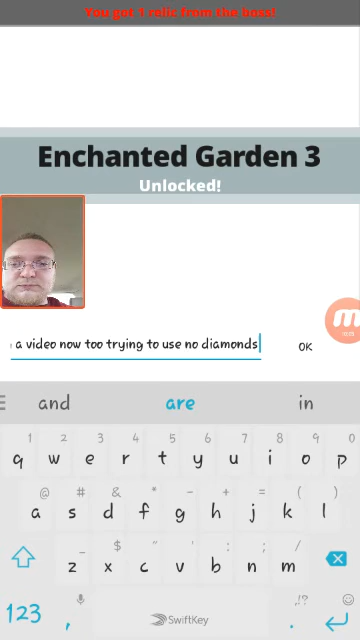 You got 1 relic from the boss!
Enchanted Garden 3
Unlocked!
a video now too trying to use no diamonds
OK
and are in
1 2 3 4 5 6 7 8 9 0
q w e r t y u i o p
@ # & * - + = ( )
a s d f g h j k l
_ $ " ' : ; /
z x c v b n m
123 , SwiftKey . ,!?